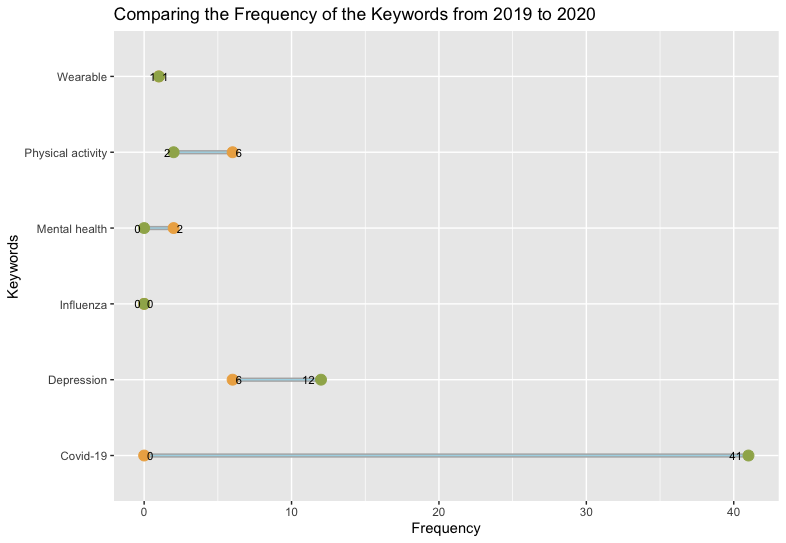 Comparing the Frequency of the Keywords from 2019 to 2020
Keywords
Wearable
1 1
Physical activity
2 6
Mental health
0 2
Influenza
0 0
Depression
6 12
Covid-19
0 41
0 10 20 30 40
Frequency